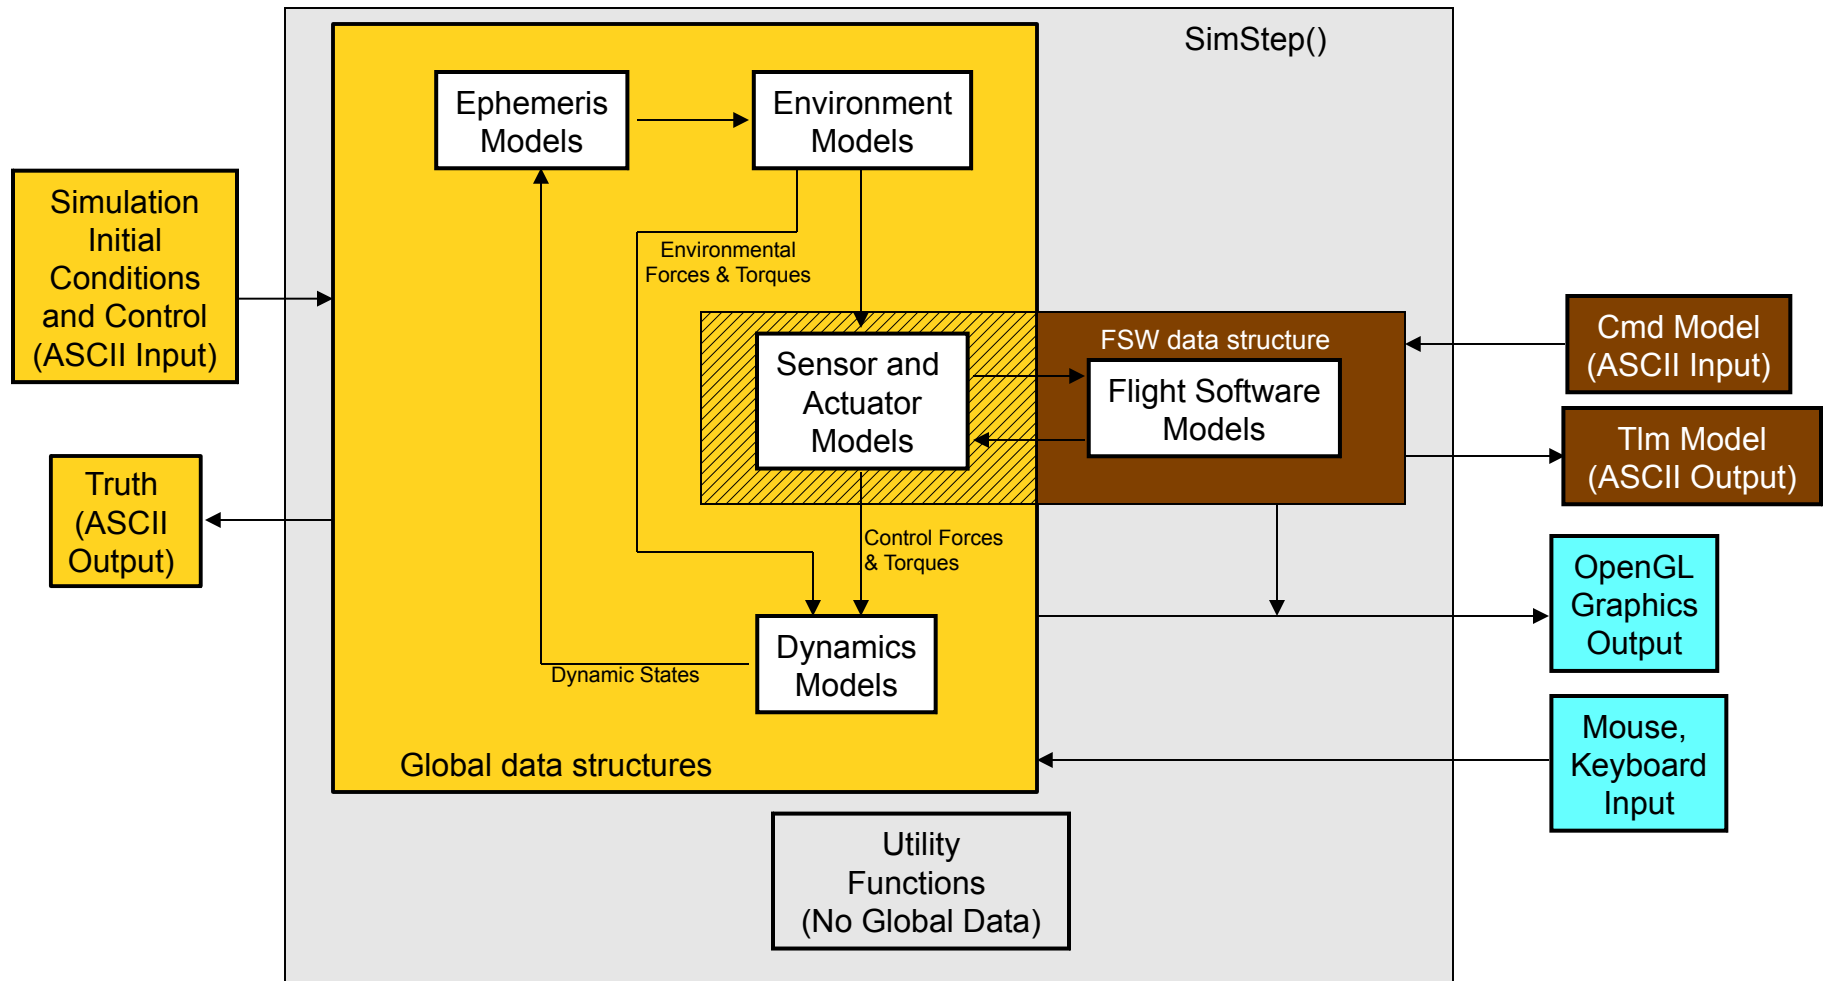 SimStep()
Ephemeris
Models
Environment
Models
Simulation
Initial
Conditions
and Control
(ASCII Input)
Environmental
Forces & Torques
FSW data structure
Sensor and
Actuator
Models
Flight Software
Models
Cmd Model
(ASCII Input)
Tlm Model
(ASCII Output)
Truth
(ASCII
Output)
Control Forces
& Torques
OpenGL
Graphics
Output
Dynamics
Models
Dynamic States
Mouse,
Keyboard
Input
Global data structures
Utility
Functions
(No Global Data)